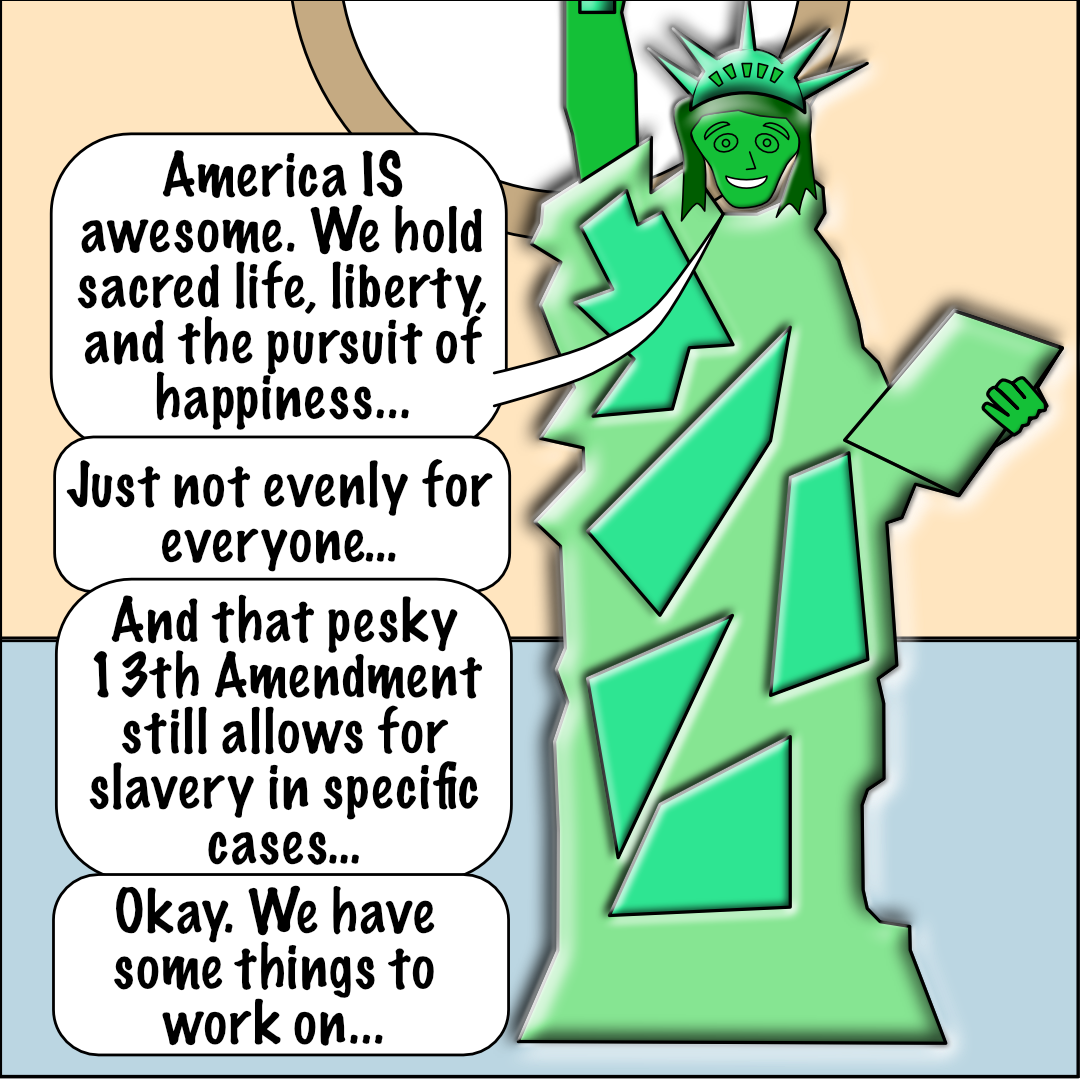 America IS
awesome. We hold
sacred life, liberty,
and the pursuit of
happiness...
Just not evenly for
everyone...
And that pesky
13th Amendment
still allows for
slavery in specific
cases...
Okay. We have
some things to
work on...